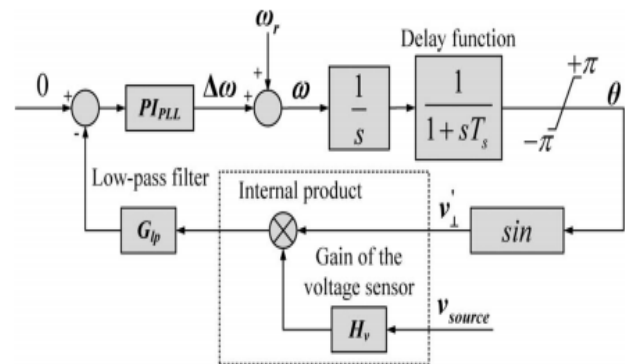 ω_r
Delay function
0 + - PI_PLL Δω + + ω 1/s 1/(1+sT_s) +π -π θ
Low-pass filter
Internal product
G_lp
v'_⊥
sin
Gain of the
voltage sensor
H_v
v_source